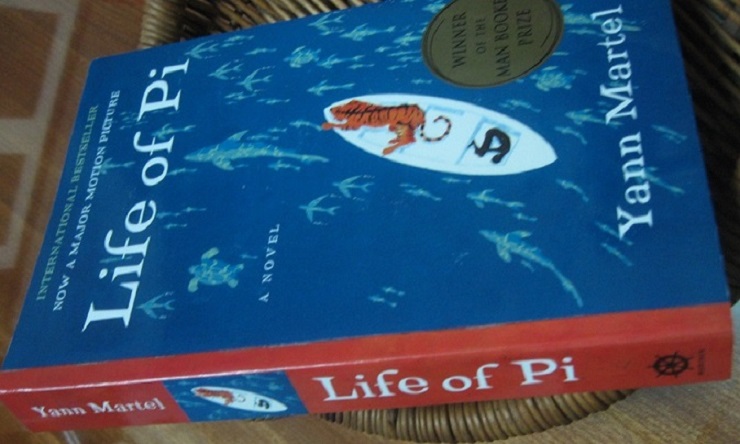 INTERNATIONAL BESTSELLER
NOW A MAJOR MOTION PICTURE
Life of Pi
A NOVEL
WINNER
OF THE
MAN BOOKER
PRIZE
Yann Martel
Yann Martel
Life of Pi